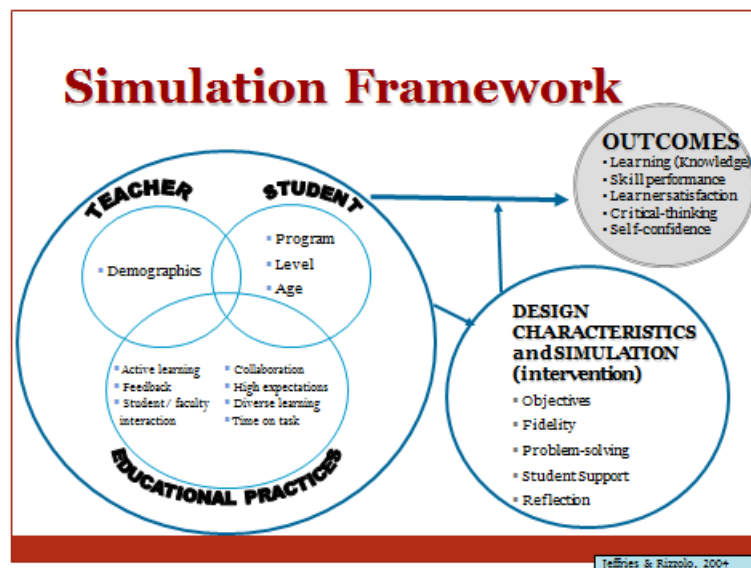 Simulation Framework
TEACHER
STUDENT
Demographics
Program
Level
Age
Active learning
Feedback
Student / faculty
interaction
Collaboration
High expectations
Diverse learning
Time on task
EDUCATIONAL PRACTICES
OUTCOMES
Learning (Knowledge)
Skill performance
Learnersatisfaction
Critical-thinking
Self-confidence
DESIGN
CHARACTERISTICS
and SIMULATION
(intervention)
Objectives
Fidelity
Problem-solving
Student Support
Reflection
Jeffries & Rizzolo, 2004